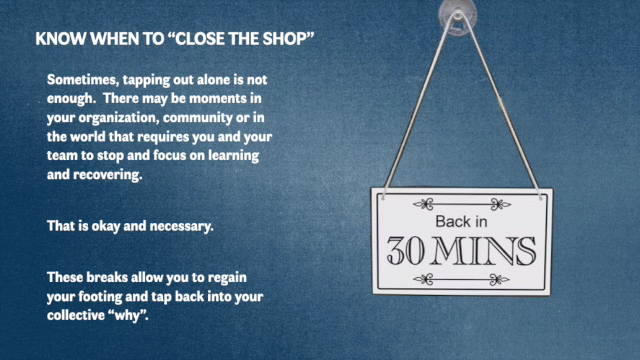 KNOW WHEN TO “CLOSE THE SHOP”
Sometimes, tapping out alone is not
enough.  There may be moments in
your organization, community or in
the world that requires you and your
team to stop and focus on learning
and recovering.
That is okay and necessary.
These breaks allow you to regain
your footing and tap back into your
collective “why”.
Back in
30 MINS